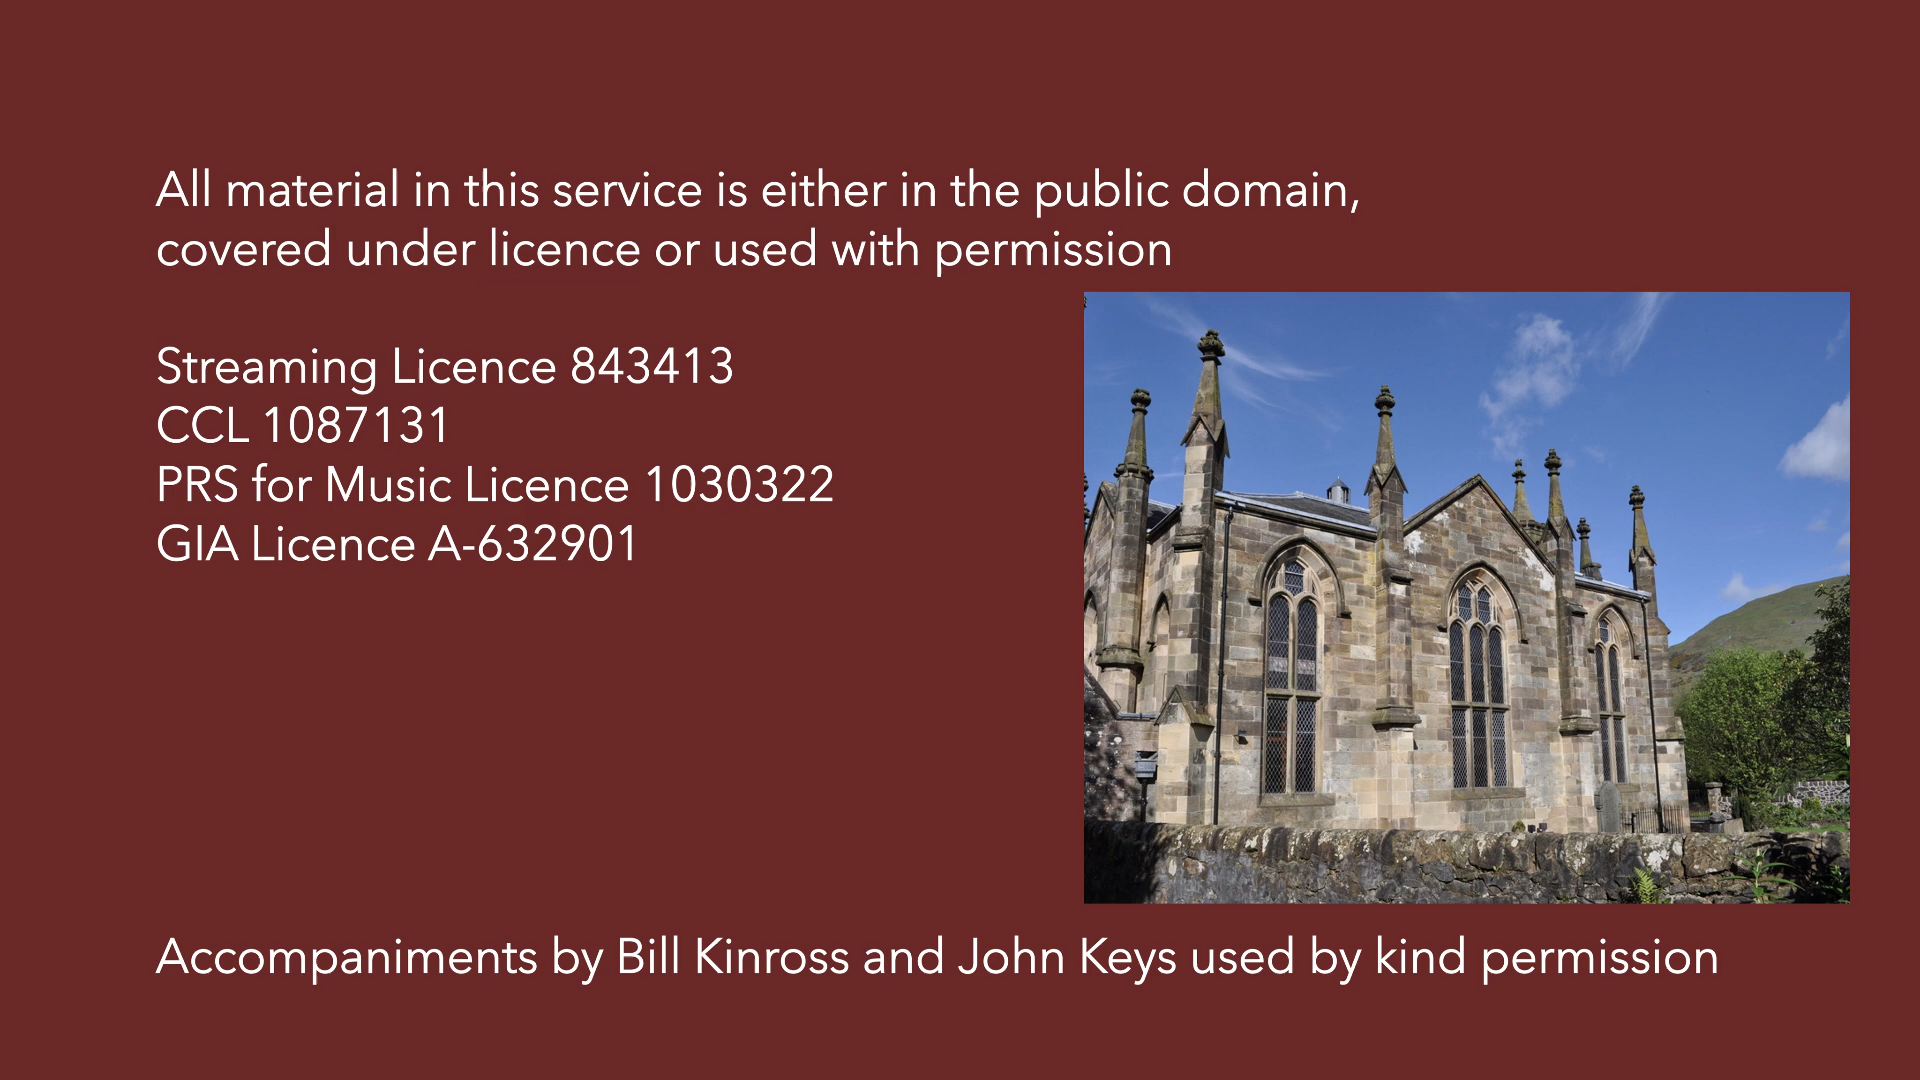 All material in this service is either in the public domain,
covered under licence or used with permission
Streaming Licence 843413
CCL 1087131
PRS for Music Licence 1030322
GIA Licence A-632901
Accompaniments by Bill Kinross and John Keys used by kind permission